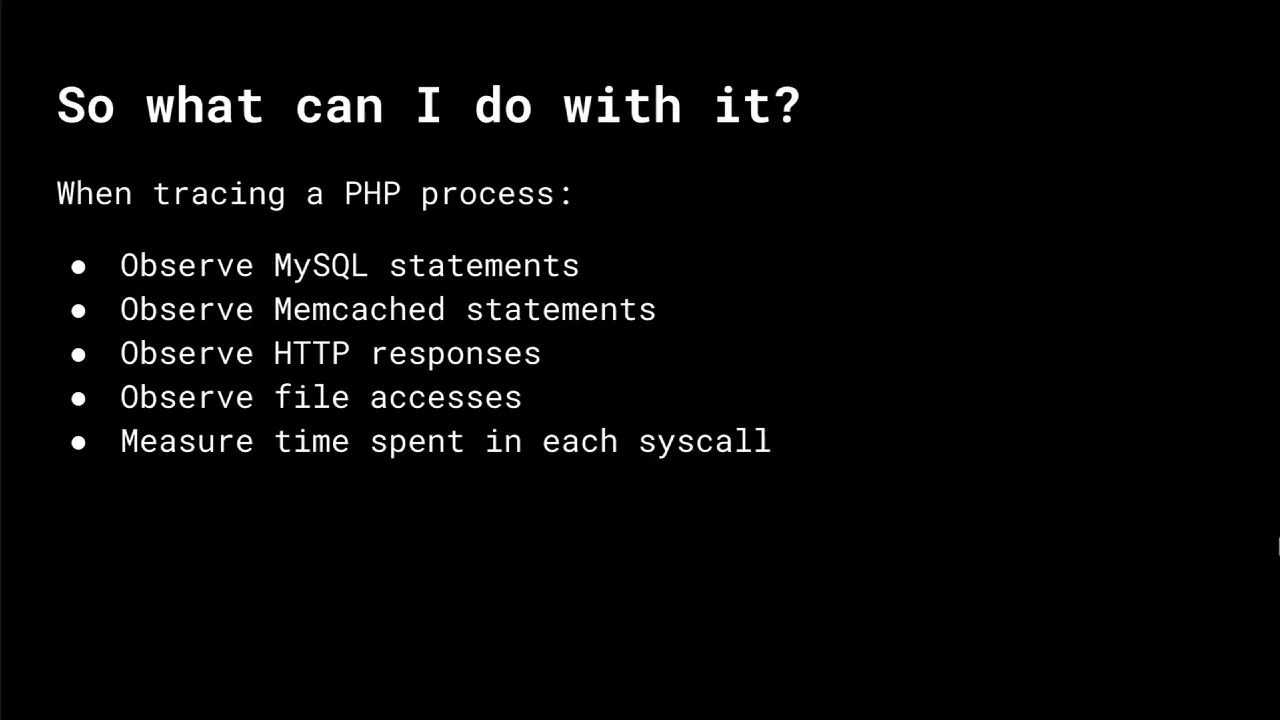 So what can I do with it?
When tracing a PHP process:
● Observe MySQL statements
● Observe Memcached statements
● Observe HTTP responses
● Observe file accesses
● Measure time spent in each syscall